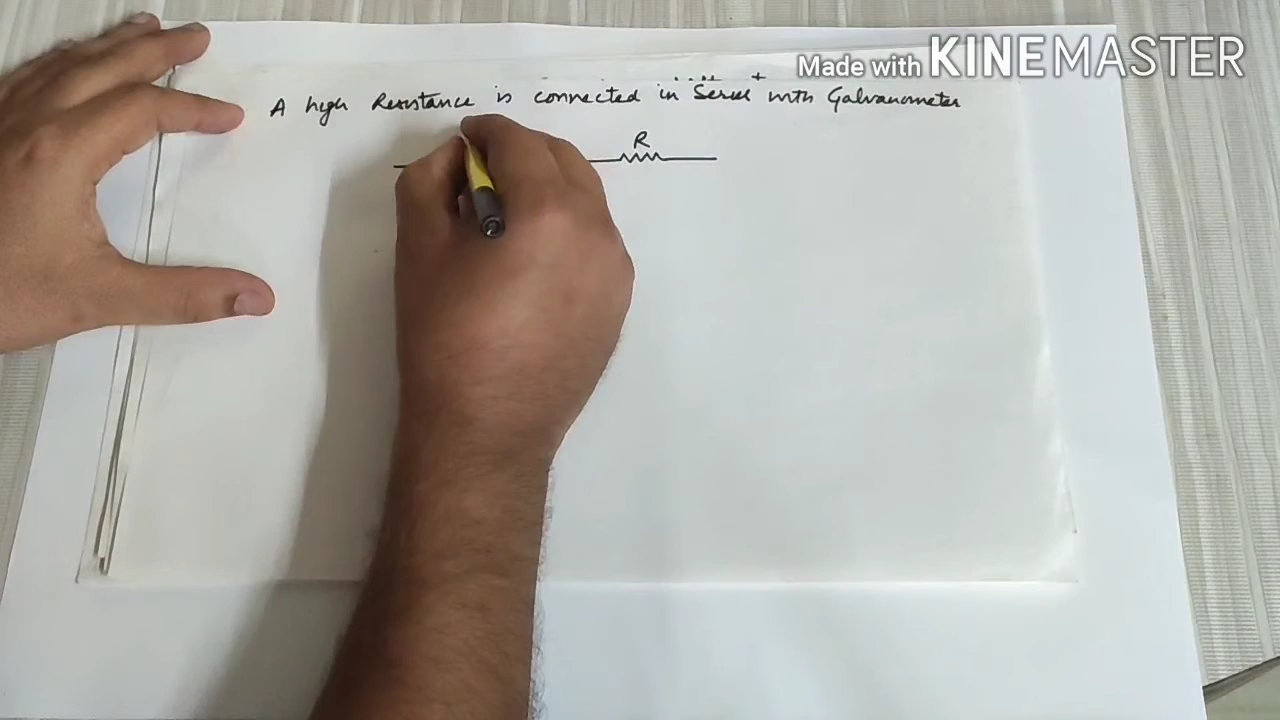 Made with KINEMASTER
A high Resistance is connected in Series with Galvanometer
R